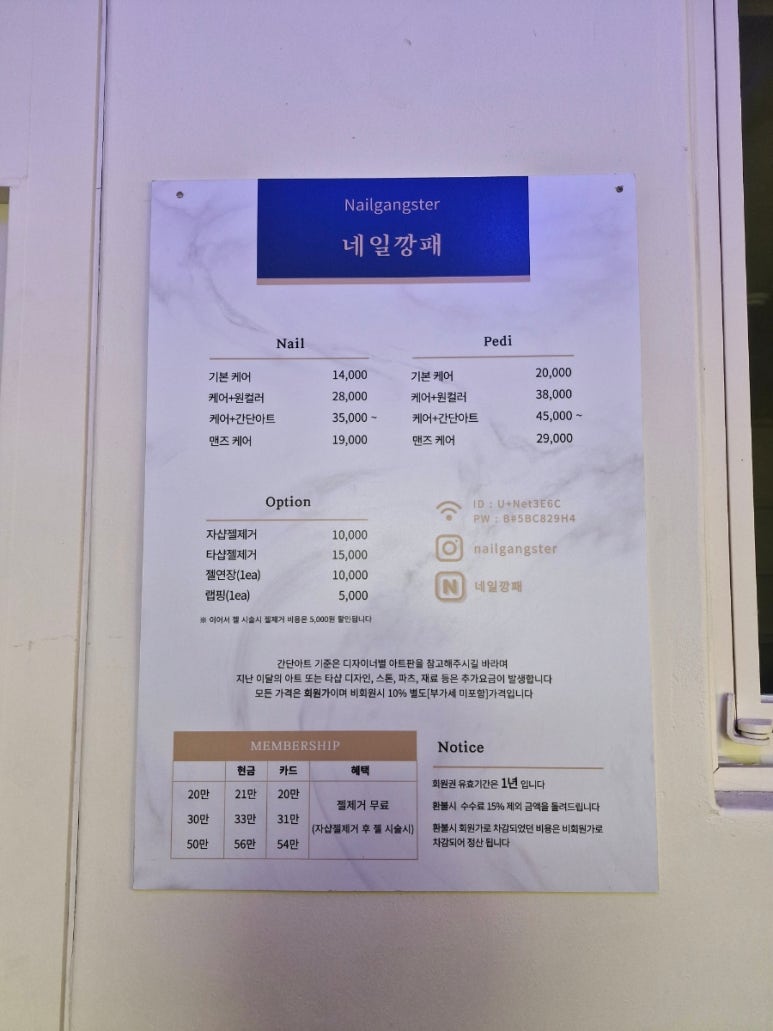 Nailgangster
네일깡패
Nail
기본 케어 14,000
케어+원컬러 28,000
케어+간단아트 35,000 ~
맨즈 케어 19,000
Pedi
기본 케어 20,000
케어+원컬러 38,000
케어+간단아트 45,000 ~
맨즈 케어 29,000
Option
자샵젤제거 10,000
타샵젤제거 15,000
젤연장(1ea) 10,000
랩핑(1ea) 5,000
※ 이어서 젤 시술시 젤제거 비용은 5,000원 할인됩니다
ID : U+Net3E6C
PW : B#5BC829H4
nailgangster
N 네일깡패
간단아트 기준은 디자이너별 아트판을 참고해주시길 바라며
지난 이달의 아트 또는 타샵 디자인, 스톤, 파츠, 재료 등은 추가요금이 발생합니다
모든 가격은 회원가이며 비회원시 10% 별도[부가세 미포함]가격입니다
MEMBERSHIP
현금 카드 혜택
20만 21만 20만
30만 33만 31만
50만 56만 54만
젤제거 무료
(자샵젤제거 후 젤 시술시)
Notice
회원권 유효기간은 1년 입니다
환불시 수수료 15% 제외 금액을 돌려드립니다
환불시 회원가로 차감되었던 비용은 비회원가로
차감되어 정산 됩니다